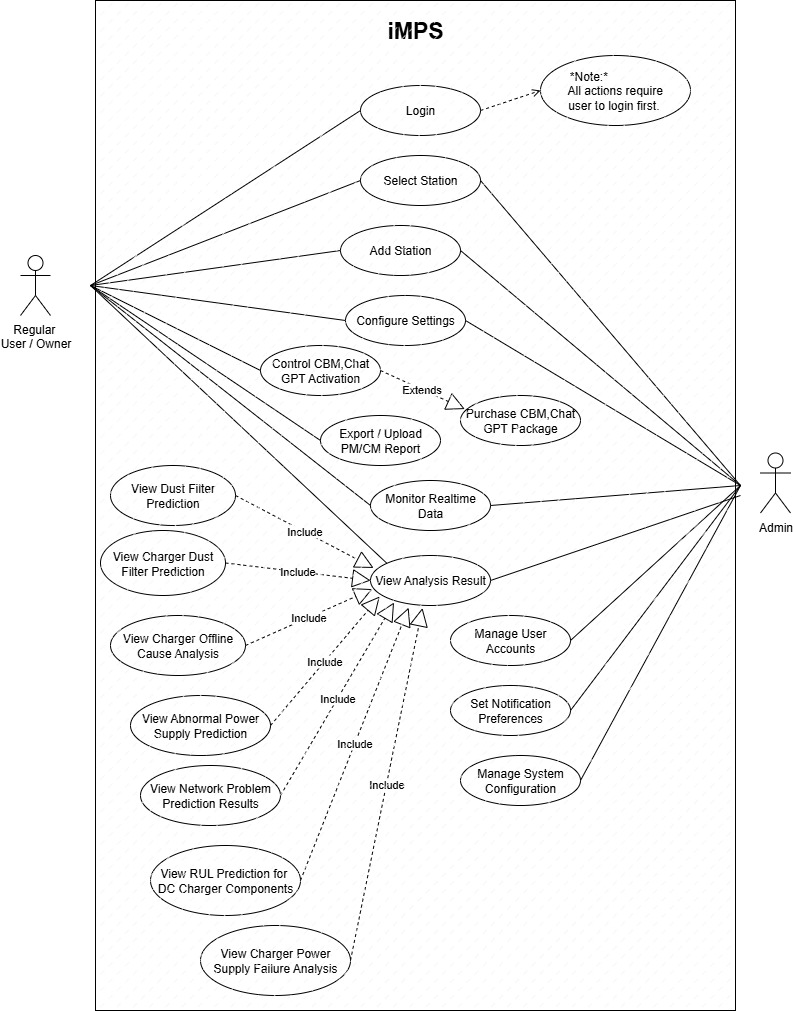 iMPS
*Note:*
All actions require
user to login first.
Login
Select Station
Add Station
Regular
User / Owner
Configure Settings
Control CBM,Chat
GPT Activation
Extends
Purchase CBM,Chat
GPT Package
Export / Upload
PM/CM Report
Monitor Realtime
Data
Admin
View Dust Filter
Prediction
Include
View Charger Dust
Filter Prediction
Include
View Analysis Result
Include
View Charger Offline
Cause Analysis
Manage User
Accounts
Include
View Abnormal Power
Supply Prediction
Include
Set Notification
Preferences
Include
View Network Problem
Prediction Results
Include
Manage System
Configuration
View RUL Prediction for
DC Charger Components
View Charger Power
Supply Failure Analysis